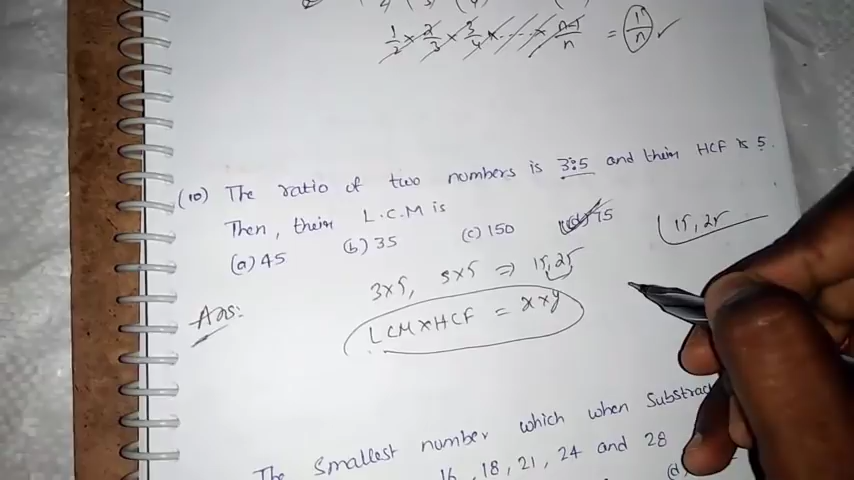 1/2 × 2/3 × 3/4 × ..... × n-1/n = 1/n ✓
(10) The ratio of two numbers is 3:5 and their HCF is 5.
Then, their L.C.M is
(a) 45 (b) 35 (c) 150 (d) 75
15, 25
3×5, 5×5 ⇒ 15, 25
Ans:
LCM×HCF = x×y
The smallest number which when Substrac
16, 18, 21, 24 and 28
(d)